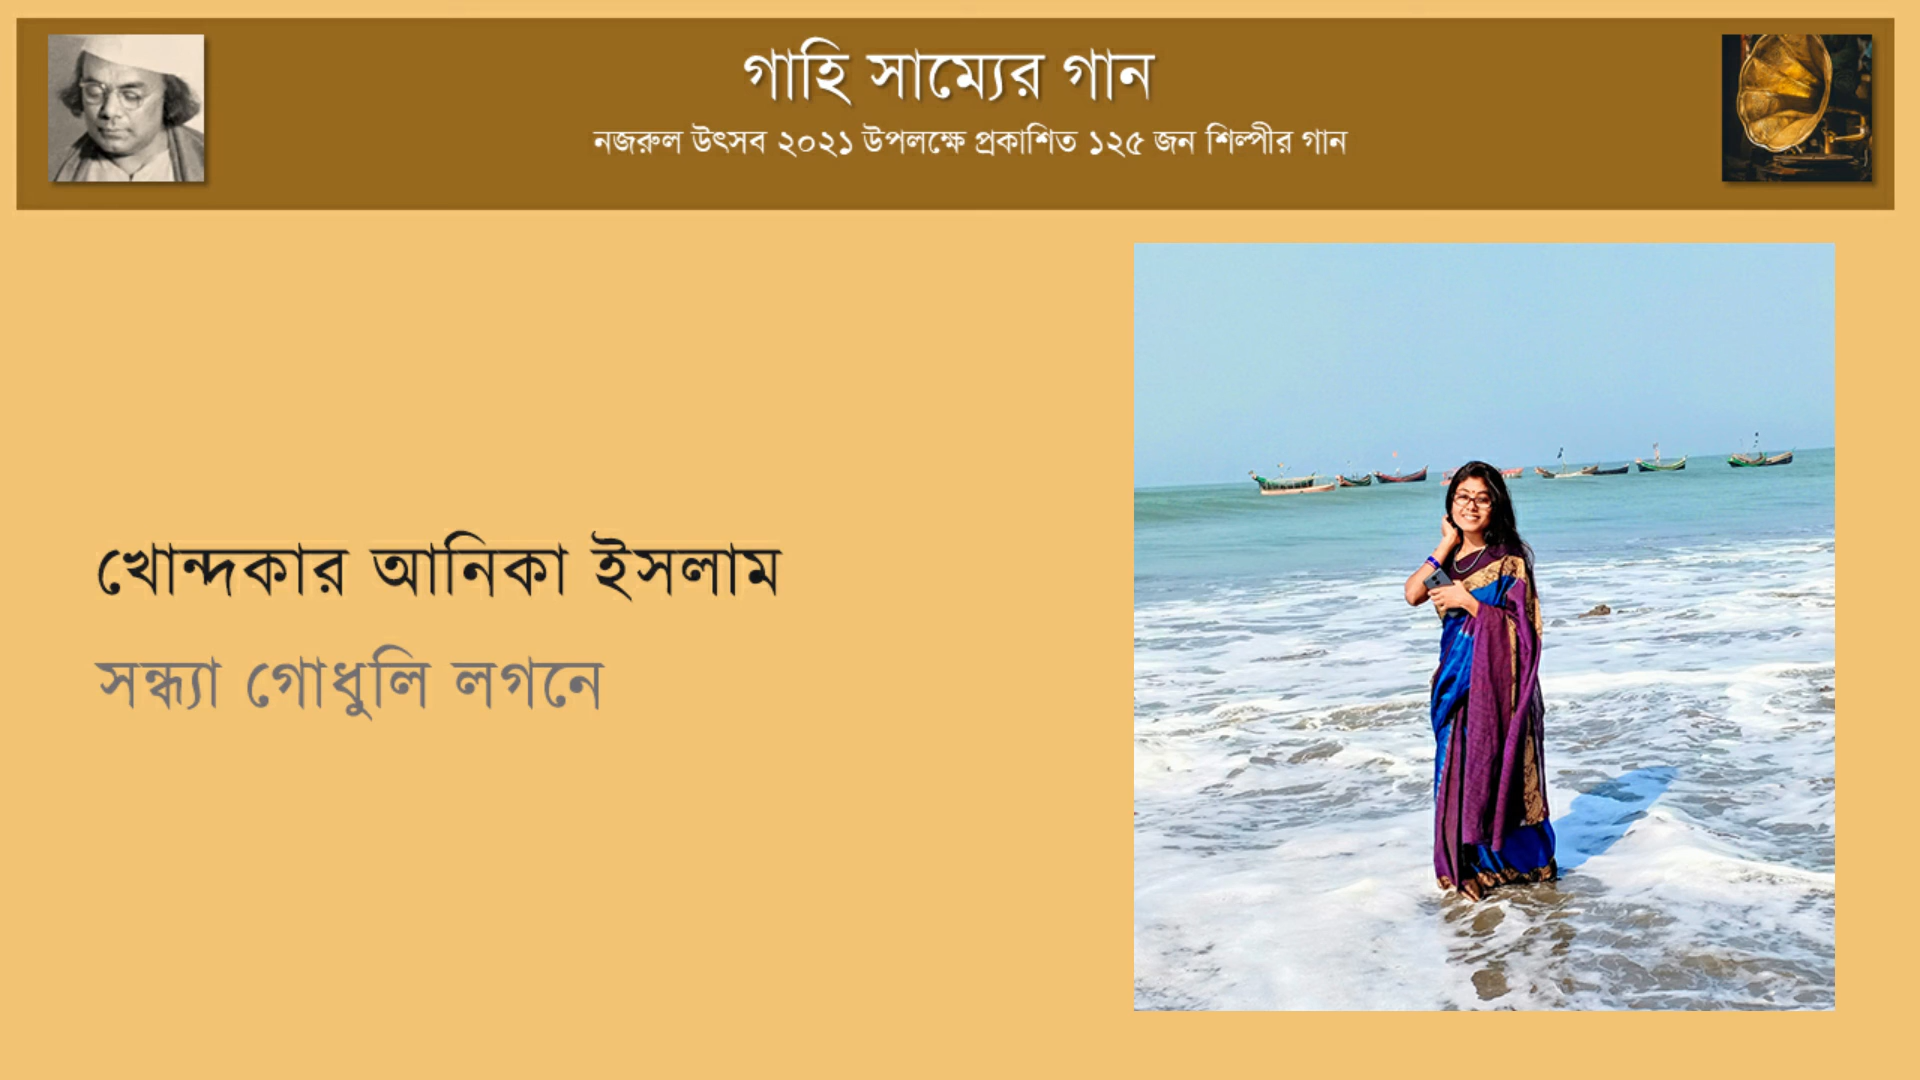 গাহি সাম্যের গান
নজরুল উৎসব ২০২১ উপলক্ষে প্রকাশিত ১২৫ জন শিল্পীর গান
খোন্দকার আনিকা ইসলাম
সন্ধ্যা গোধুলি লগনে